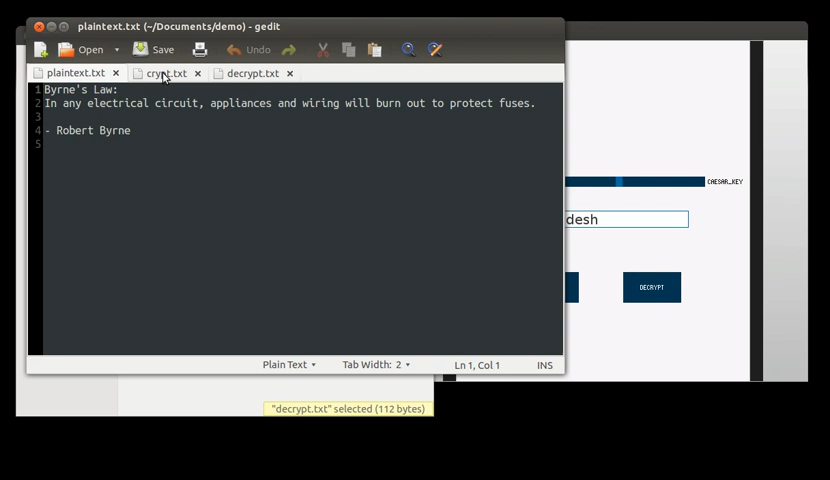 plaintext.txt (~/Documents/demo) - gedit
Open Save Undo
plaintext.txt crypt.txt decrypt.txt
1 Byrne's Law:
2 In any electrical circuit, appliances and wiring will burn out to protect fuses.
3
4 - Robert Byrne
5
CAESAR_KEY
desh
DECRYPT
Plain Text Tab Width: 2 Ln 1, Col 1 INS
"decrypt.txt" selected (112 bytes)